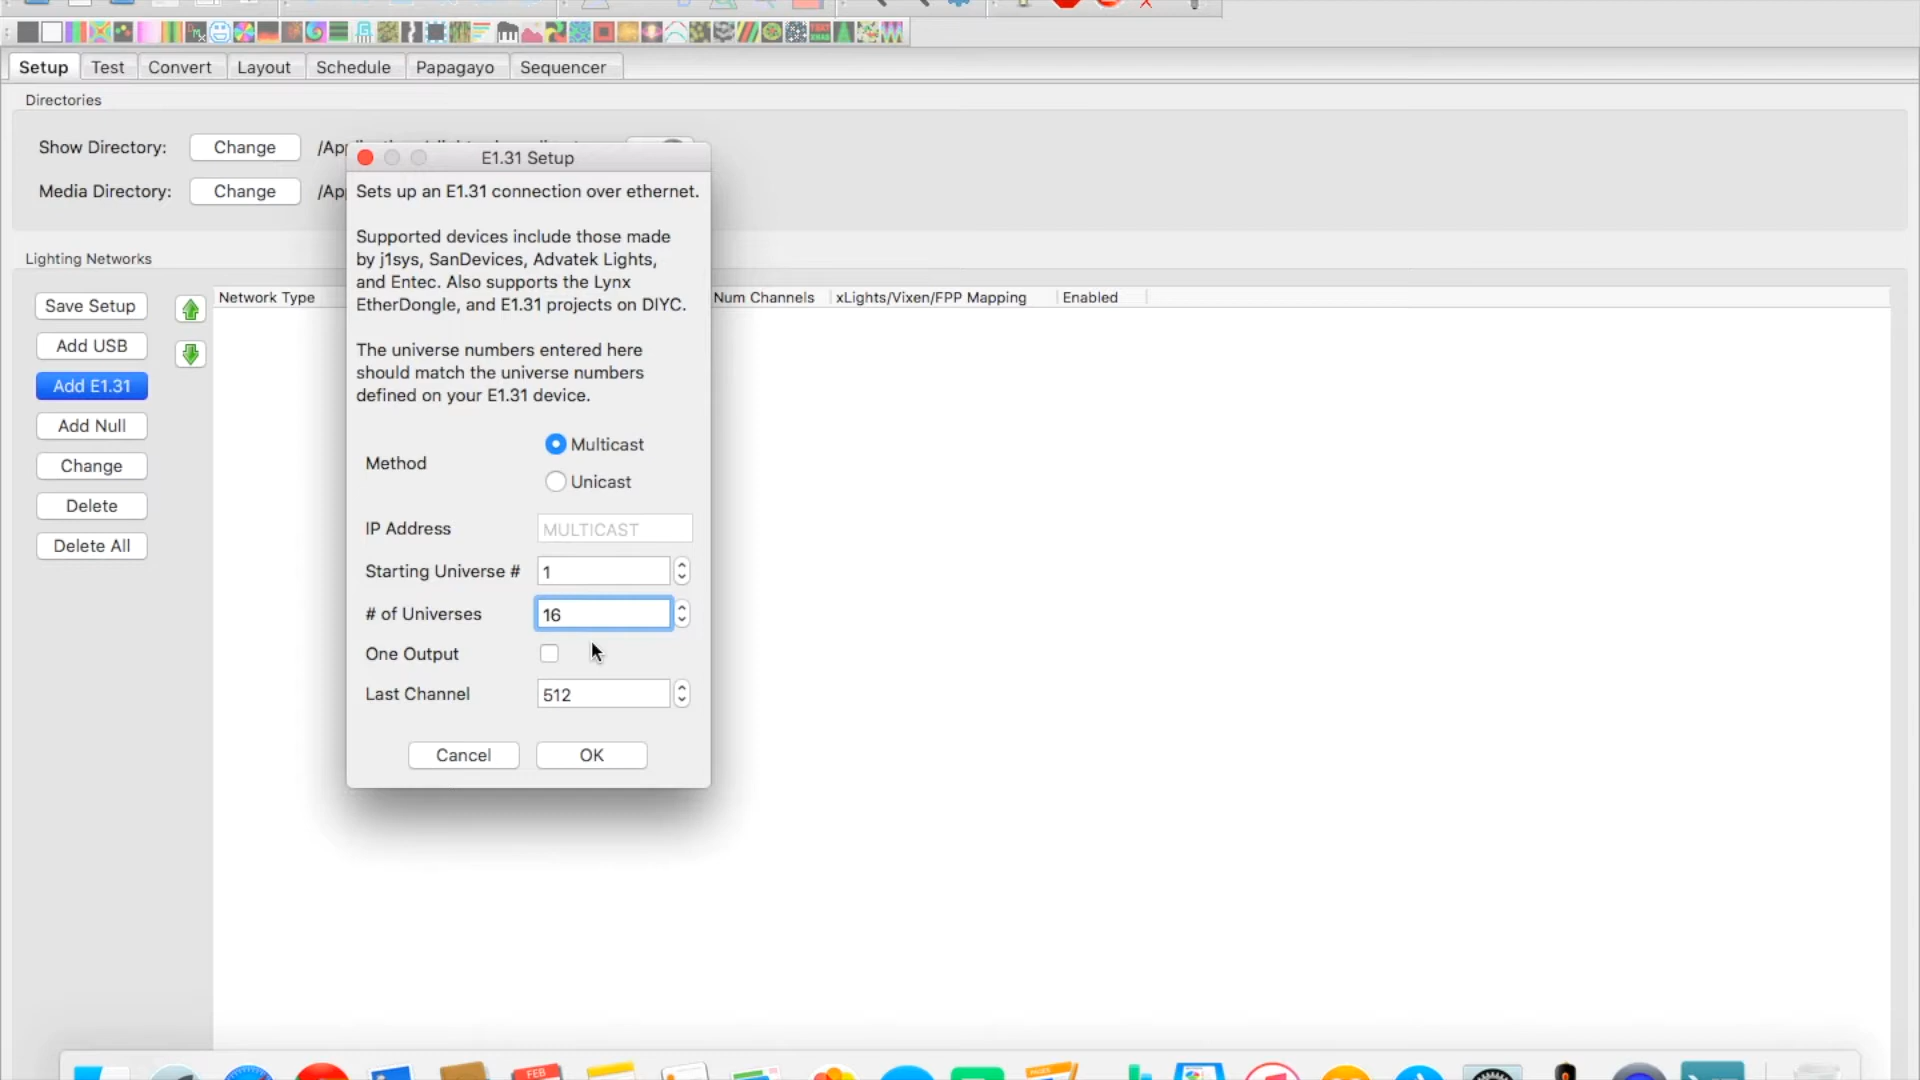 Setup Test Convert Layout Schedule Papagayo Sequencer
Directories
Show Directory: Change
Media Directory: Change
E1.31 Setup
Sets up an E1.31 connection over ethernet.
Supported devices include those made
by j1sys, SanDevices, Advatek Lights,
and Entec. Also supports the Lynx
EtherDongle, and E1.31 projects on DIYC.
The universe numbers entered here
should match the universe numbers
defined on your E1.31 device.
Method
Multicast
Unicast
IP Address MULTICAST
Starting Universe # 1
# of Universes 16
One Output
Last Channel 512
Cancel OK
Lighting Networks
Save Setup
Add USB
Add E1.31
Add Null
Change
Delete
Delete All
Network Type Num Channels xLights/Vixen/FPP Mapping Enabled
FEB
PAGES